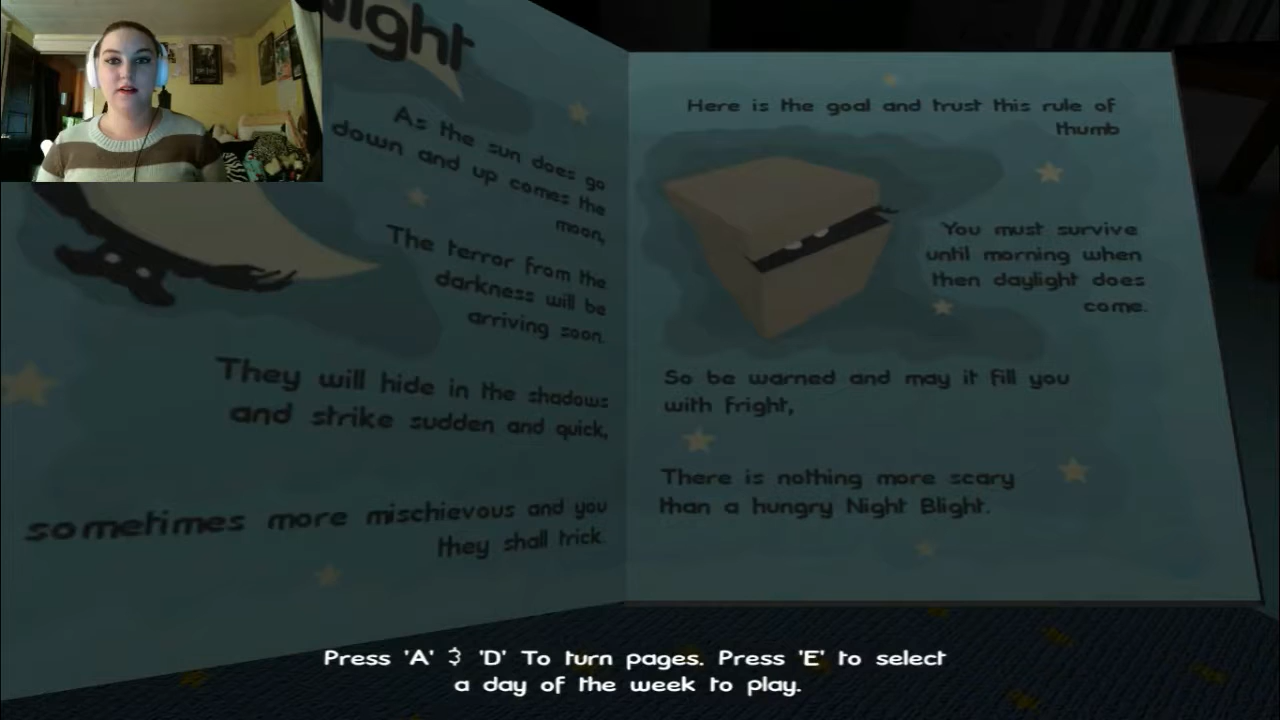 As the sun does go
down and up comes the
moon,
The terror from the
darkness will be
arriving soon.
They will hide in the shadows
and strike sudden and quick,
sometimes more mischievous and you
they shall trick.
Here is the goal and trust this rule of
thumb
You must survive
until morning when
then daylight does
come.
So be warned and may it fill you
with fright,
There is nothing more scary
than a hungry Night Blight.
Press 'A' & 'D' To turn pages. Press 'E' to select
a day of the week to play.